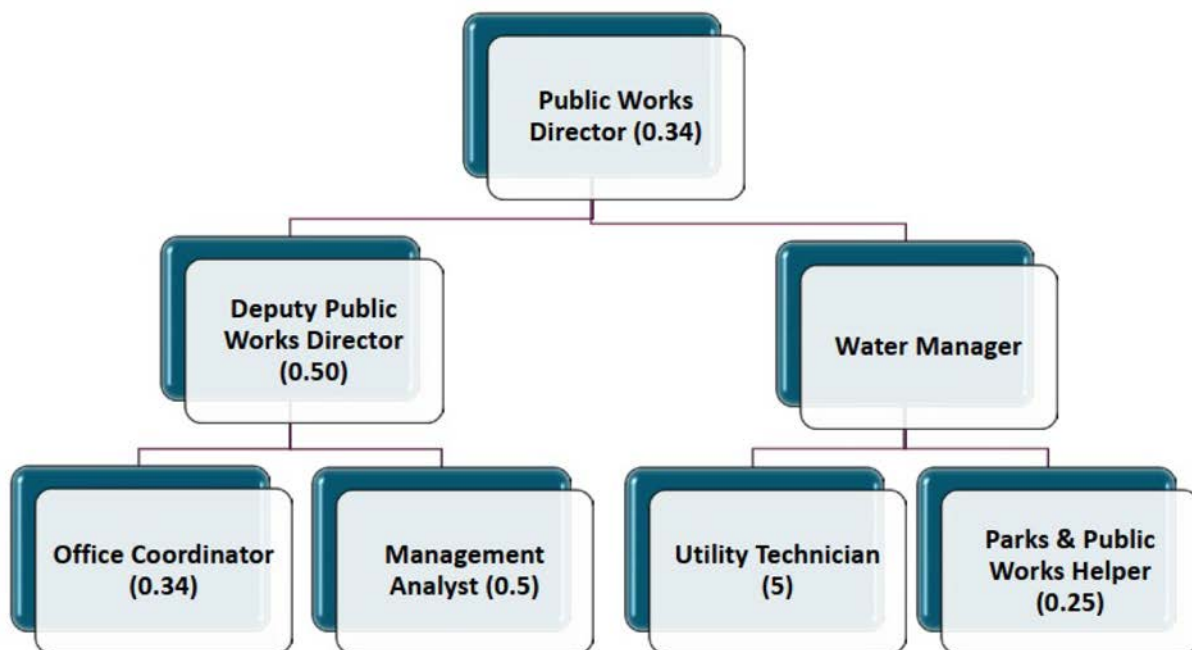 Public Works
Director (0.34)
Deputy Public
Works Director
(0.50)
Water Manager
Office Coordinator
(0.34)
Management
Analyst (0.5)
Utility Technician
(5)
Parks & Public
Works Helper
(0.25)